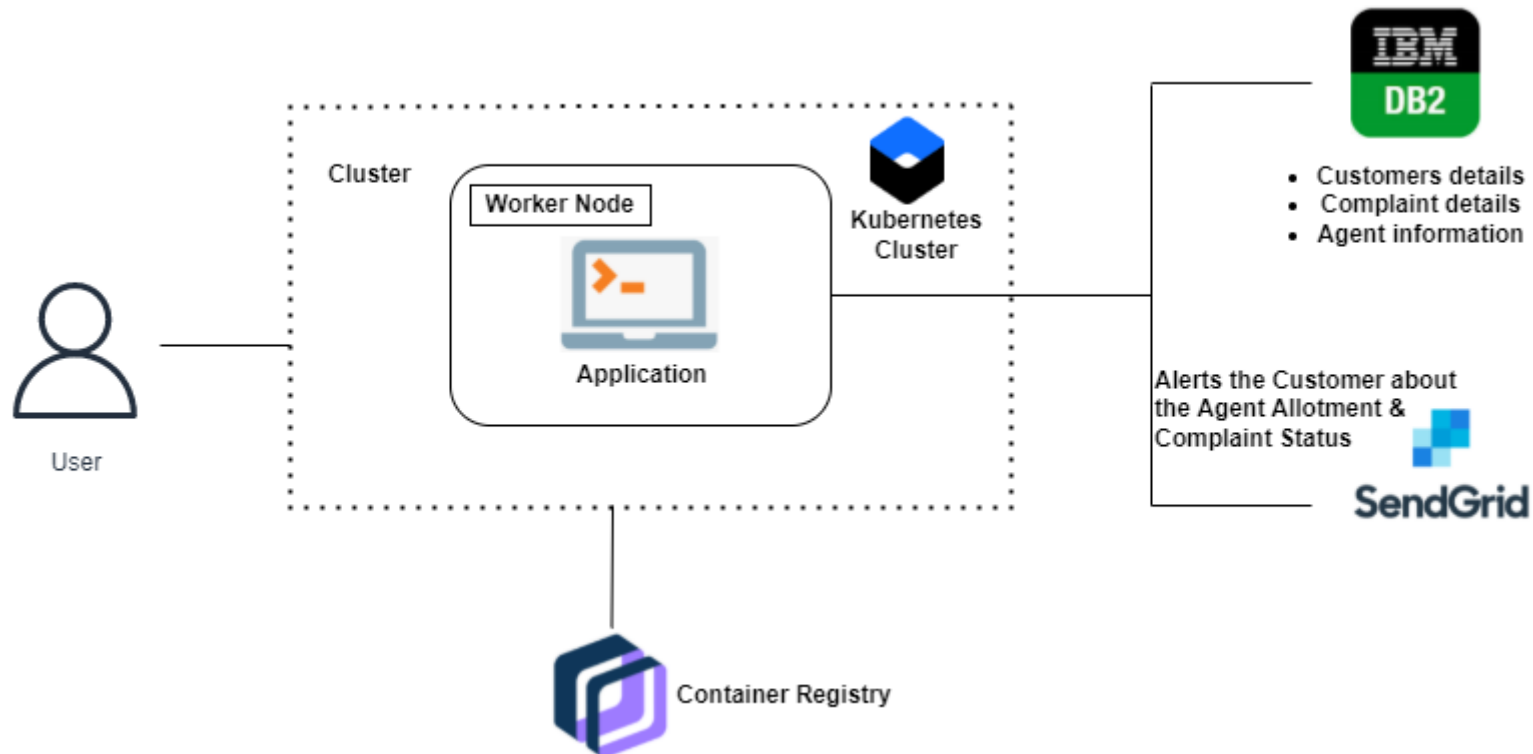 IBM
DB2
Cluster
Worker Node
Kubernetes
Cluster
• Customers details
• Complaint details
• Agent information
Application
User
Alerts the Customer about
the Agent Allotment &
Complaint Status
SendGrid
Container Registry